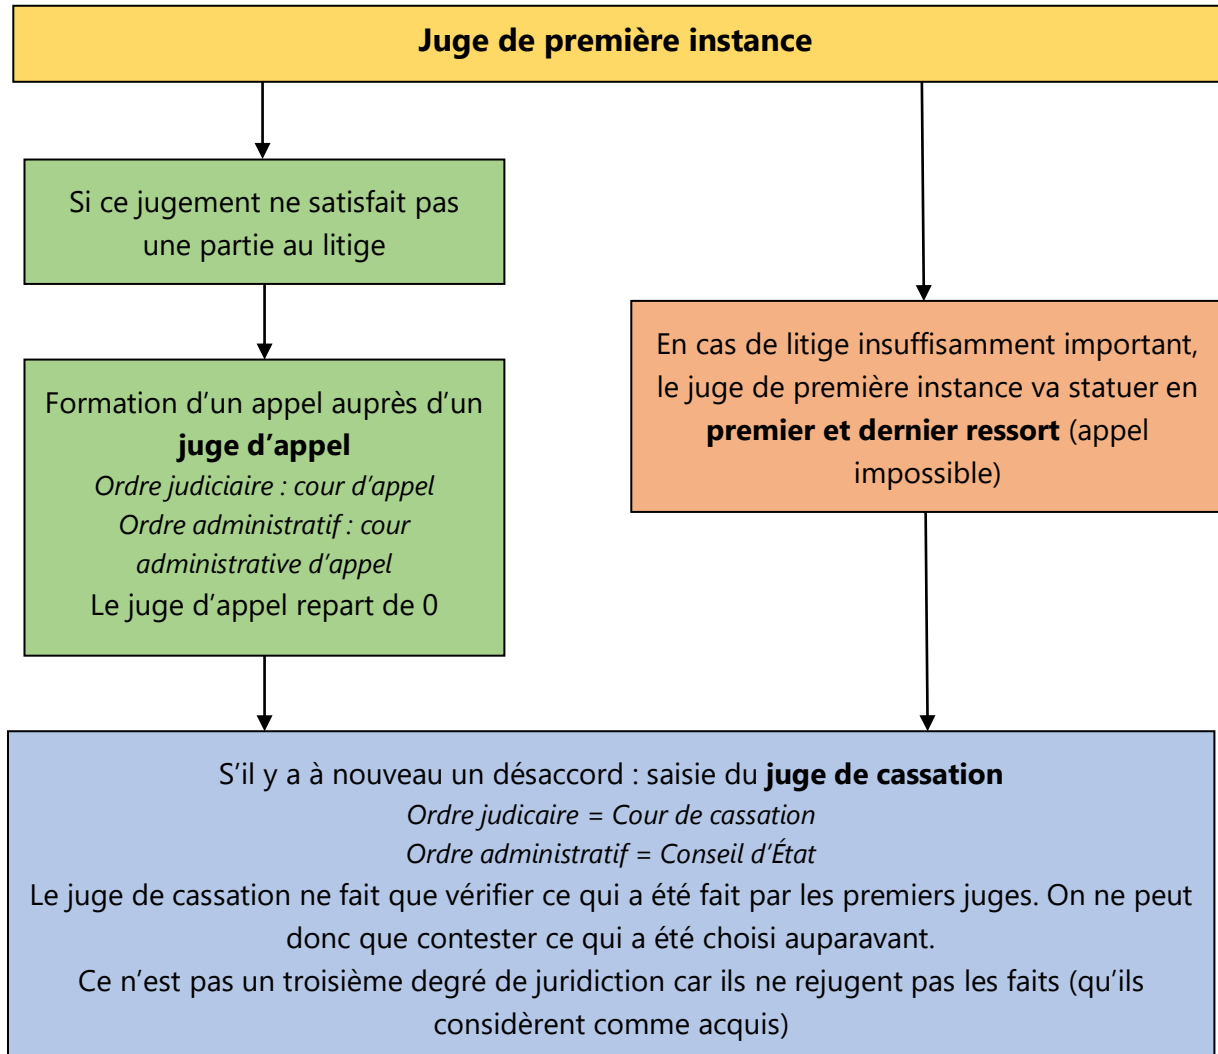 Juge de première instance
Si ce jugement ne satisfait pas
une partie au litige
Formation d'un appel auprès d'un
juge d'appel
Ordre judiciaire : cour d'appel
Ordre administratif : cour
administrative d'appel
Le juge d'appel repart de 0
En cas de litige insuffisamment important,
le juge de première instance va statuer en
premier et dernier ressort (appel
impossible)
S'il y a à nouveau un désaccord : saisie du juge de cassation
Ordre judicaire = Cour de cassation
Ordre administratif = Conseil d'État
Le juge de cassation ne fait que vérifier ce qui a été fait par les premiers juges. On ne peut
donc que contester ce qui a été choisi auparavant.
Ce n'est pas un troisième degré de juridiction car ils ne rejugent pas les faits (qu'ils
considèrent comme acquis)